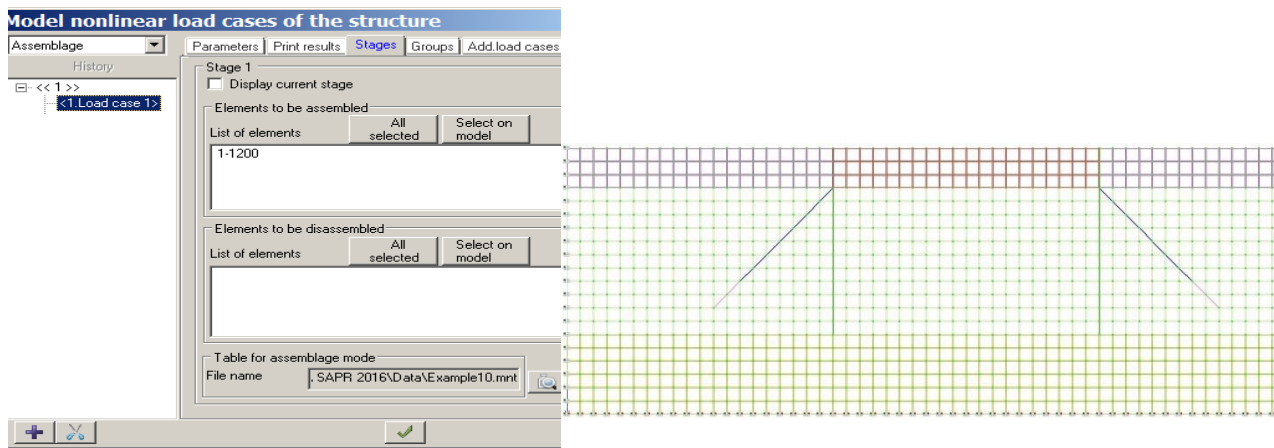 Model nonlinear load cases of the structure
Assemblage
Parameters Print results Stages Groups Add.load cases
History
<< 1 >>
<1.Load case 1>
Stage 1
Display current stage
Elements to be assembled
List of elements
All selected
Select on model
1-1200
Elements to be disassembled
List of elements
All selected
Select on model
Table for assemblage mode
File name
. SAPR 2016\Data\Example10.mnt